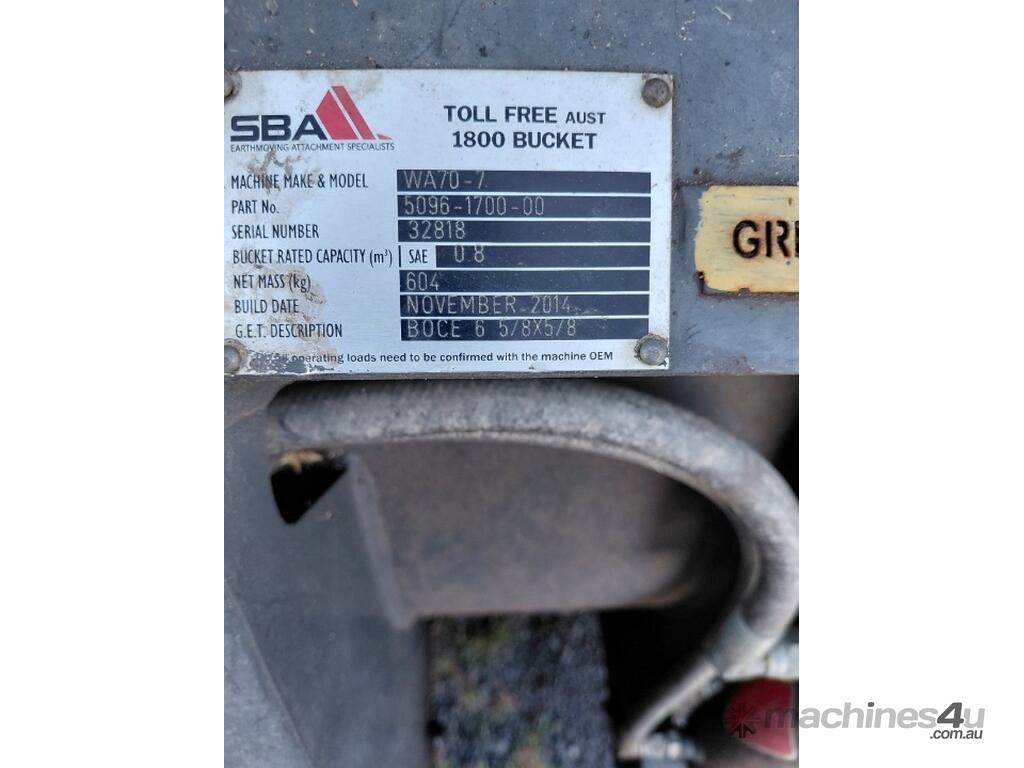 SBA
EARTHMOVING ATTACHMENT SPECIALISTS
TOLL FREE AUST
1800 BUCKET
MACHINE MAKE & MODEL WA70-7
PART No. 5096-1700-00
SERIAL NUMBER 32818
BUCKET RATED CAPACITY (m³) SAE 0.8
NET MASS (kg) 604
BUILD DATE NOVEMBER 2014
G.E.T. DESCRIPTION BOCE 6 5/8X5/8
operating loads need to be confirmed with the machine OEM
machines4u
.com.au